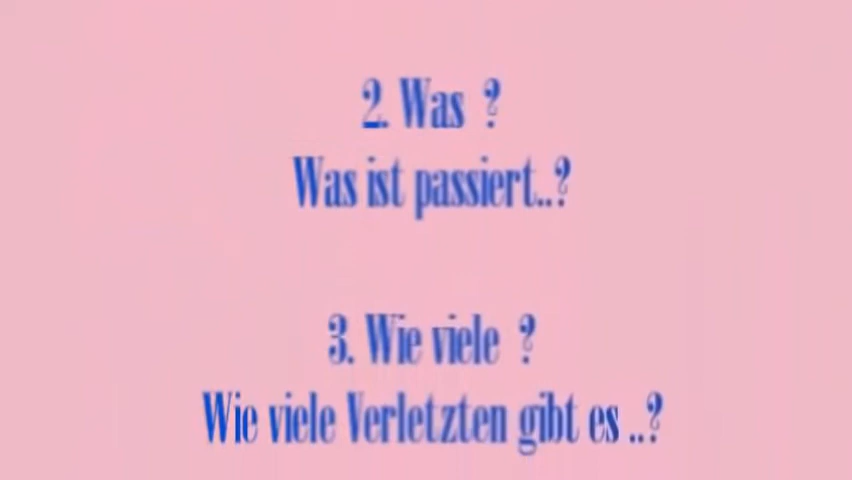 2. Was ?
Was ist passiert..?
3. Wie viele ?
Wie viele Verletzten gibt es ..?